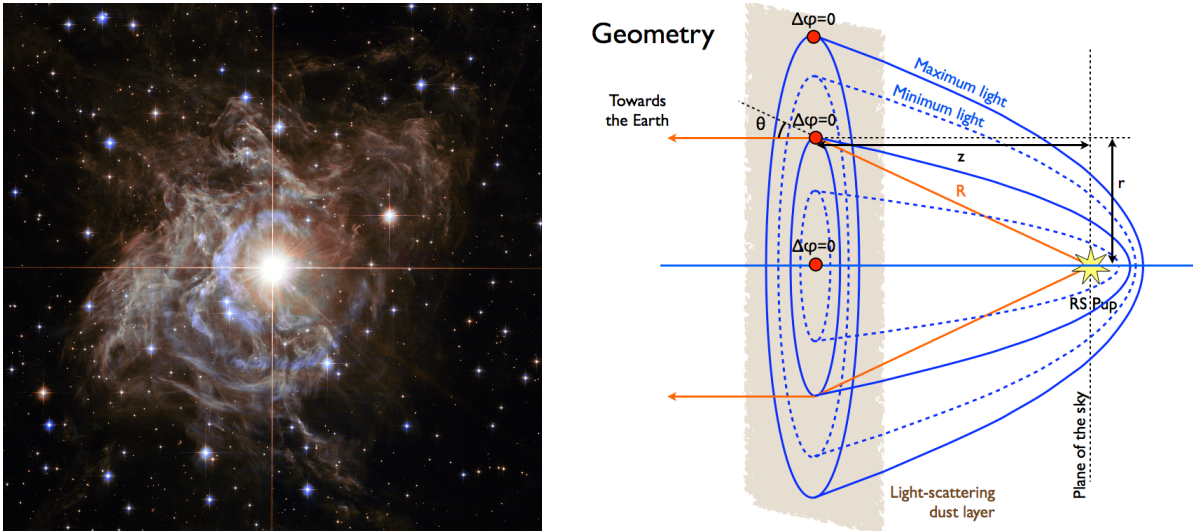 Geometry
Δφ=0
Maximum light
Minimum light
Towards
the Earth
θ
Δφ=0
z
R
r
Δφ=0
RS Pup
Plane of the sky
Light-scattering
dust layer